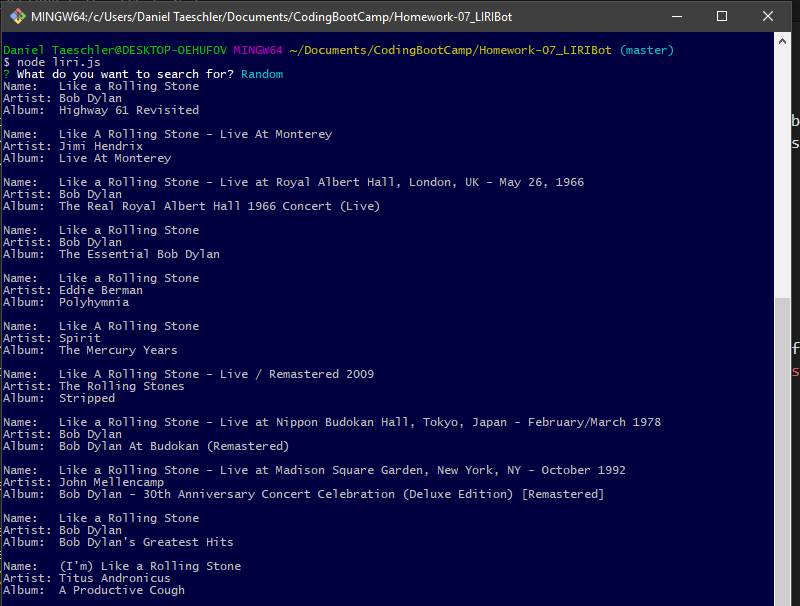 MINGW64:/c/Users/Daniel Taeschler/Documents/CodingBootCamp/Homework-07_LIRIBot
Daniel Taeschler@DESKTOP-OEHUFOV MINGW64 ~/Documents/CodingBootCamp/Homework-07_LIRIBot (master)
$ node liri.js
? What do you want to search for? Random
Name:   Like a Rolling Stone
Artist: Bob Dylan
Album:  Highway 61 Revisited
Name:   Like A Rolling Stone - Live At Monterey
Artist: Jimi Hendrix
Album:  Live At Monterey
Name:   Like a Rolling Stone - Live at Royal Albert Hall, London, UK - May 26, 1966
Artist: Bob Dylan
Album:  The Real Royal Albert Hall 1966 Concert (Live)
Name:   Like a Rolling Stone
Artist: Bob Dylan
Album:  The Essential Bob Dylan
Name:   Like a Rolling Stone
Artist: Eddie Berman
Album:  Polyhymnia
Name:   Like A Rolling Stone
Artist: Spirit
Album:  The Mercury Years
Name:   Like A Rolling Stone - Live / Remastered 2009
Artist: The Rolling Stones
Album:  Stripped
Name:   Like a Rolling Stone - Live at Nippon Budokan Hall, Tokyo, Japan - February/March 1978
Artist: Bob Dylan
Album:  Bob Dylan At Budokan (Remastered)
Name:   Like a Rolling Stone - Live at Madison Square Garden, New York, NY - October 1992
Artist: John Mellencamp
Album:  Bob Dylan - 30th Anniversary Concert Celebration (Deluxe Edition) [Remastered]
Name:   Like a Rolling Stone
Artist: Bob Dylan
Album:  Bob Dylan's Greatest Hits
Name:   (I'm) Like a Rolling Stone
Artist: Titus Andronicus
Album:  A Productive Cough